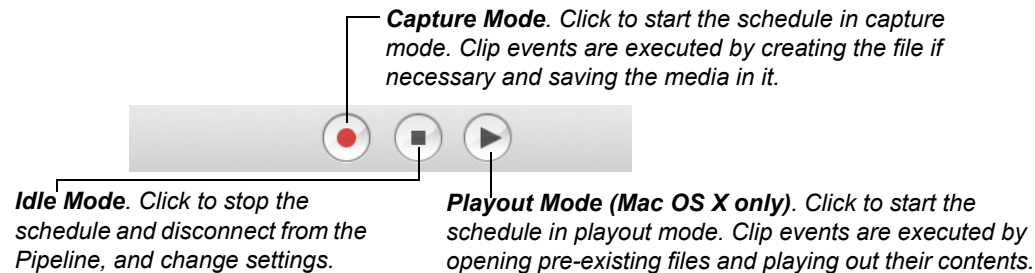 Capture Mode. Click to start the schedule in capture
mode. Clip events are executed by creating the file if
necessary and saving the media in it.
Idle Mode. Click to stop the
schedule and disconnect from the
Pipeline, and change settings.
Playout Mode (Mac OS X only). Click to start the
schedule in playout mode. Clip events are executed by
opening pre-existing files and playing out their contents.